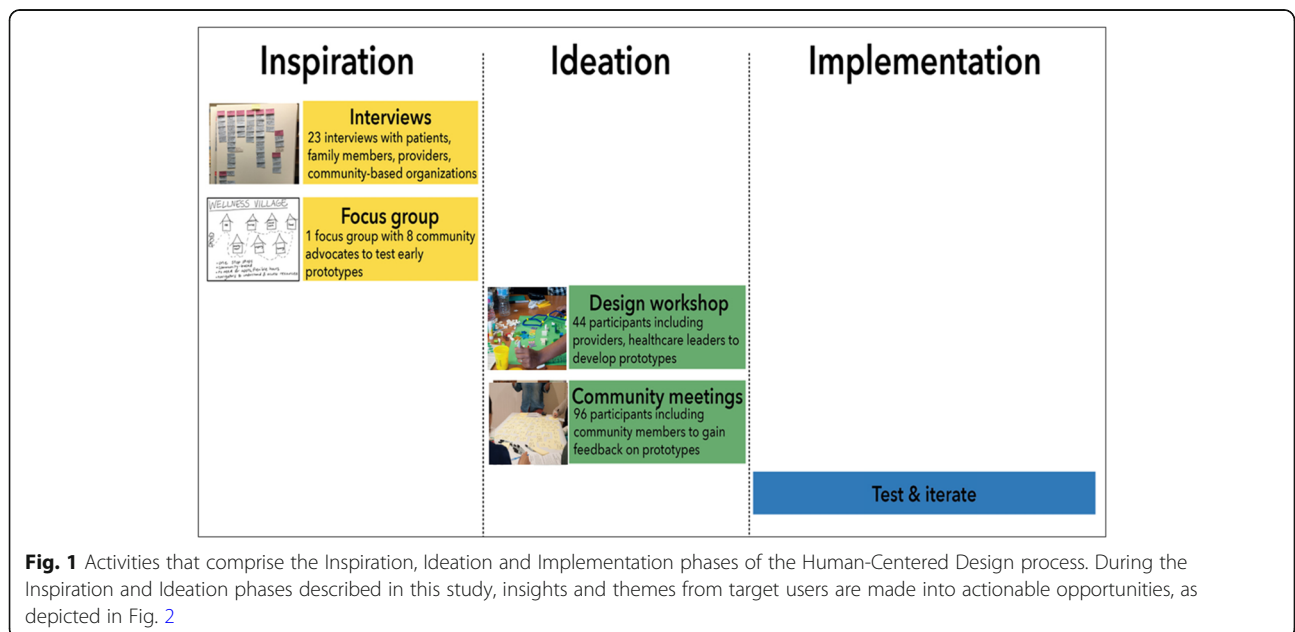 Inspiration
Ideation
Implementation
Interviews
23 interviews with patients,
family members, providers,
community-based organizations
WELLNESS VILLAGE
Focus group
1 focus group with 8 community
advocates to test early
prototypes
Design workshop
44 participants including
providers, healthcare leaders to
develop prototypes
Community meetings
96 participants including
community members to gain
feedback on prototypes
Test & iterate
Fig. 1 Activities that comprise the Inspiration, Ideation and Implementation phases of the Human-Centered Design process. During the
Inspiration and Ideation phases described in this study, insights and themes from target users are made into actionable opportunities, as
depicted in Fig. 2